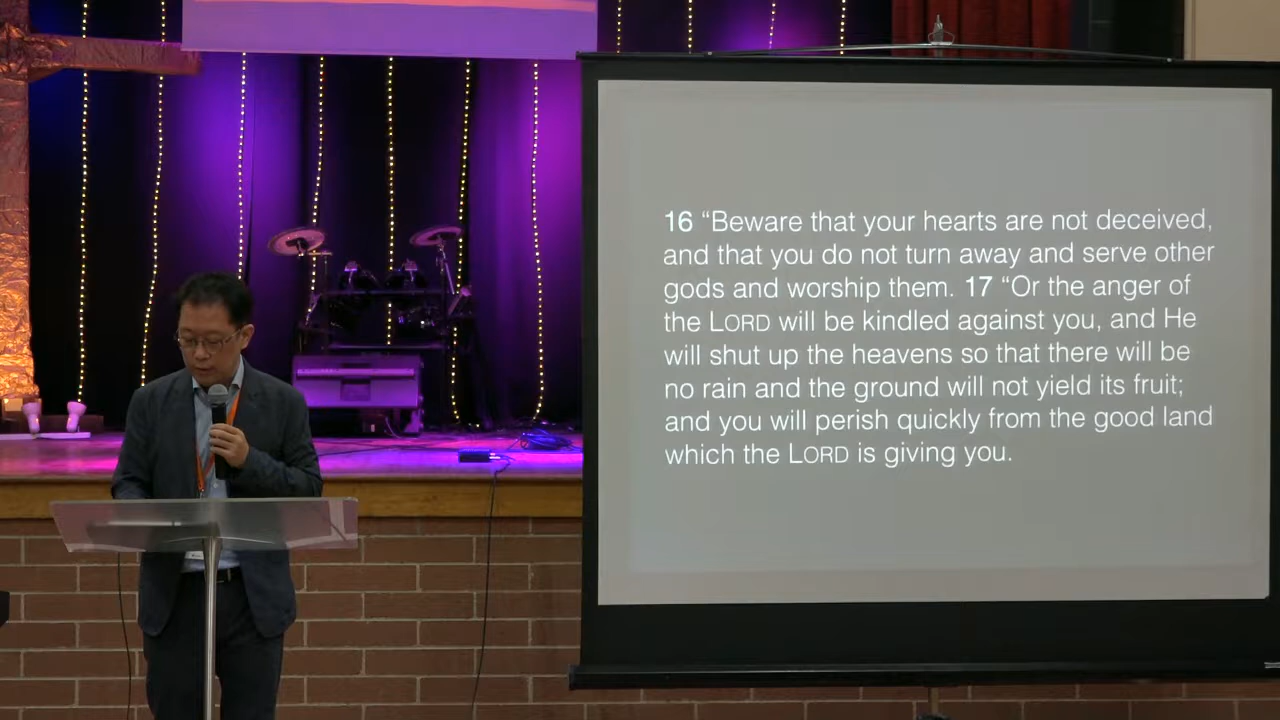 16 “Beware that your hearts are not deceived,
and that you do not turn away and serve other
gods and worship them. 17 “Or the anger of
the LORD will be kindled against you, and He
will shut up the heavens so that there will be
no rain and the ground will not yield its fruit;
and you will perish quickly from the good land
which the LORD is giving you.